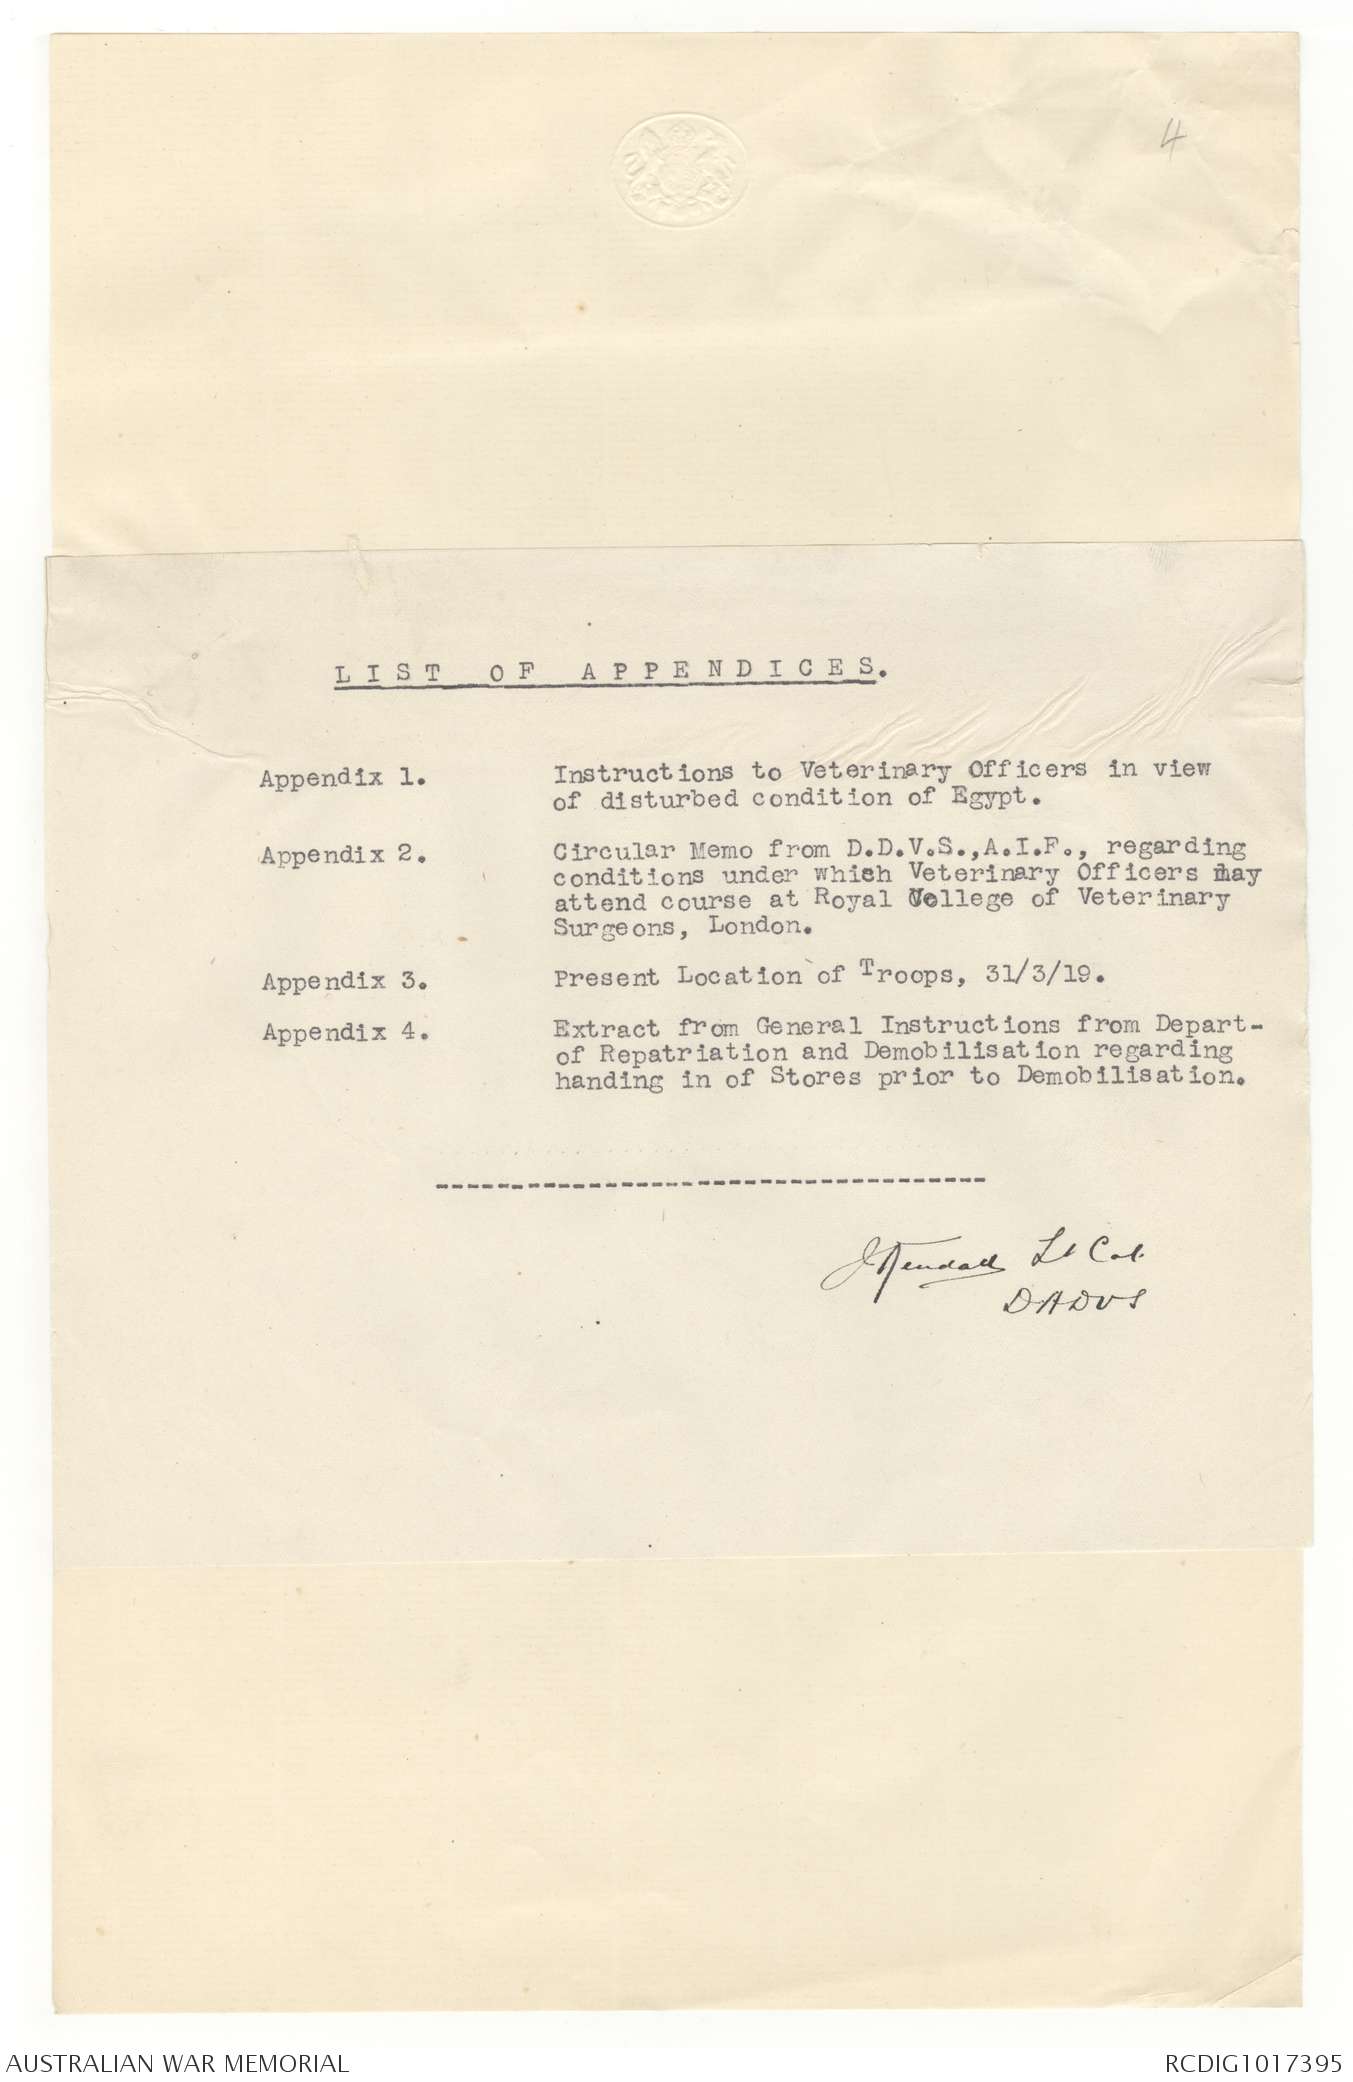 4
LIST OF APPENDICES.
Appendix 1. Instructions to Veterinary Officers in view
of disturbed condition of Egypt.
Appendix 2. Circular Memo from D.D.V.S.,A.I.F., regarding
conditions under which Veterinary Officers may
attend course at Royal College of Veterinary
Surgeons, London.
Appendix 3. Present Location of Troops, 31/3/19.
Appendix 4. Extract from General Instructions from Depart-
of Repatriation and Demobilisation regarding
handing in of Stores prior to Demobilisation.
------------------------------------
J Kendall Lt Col.
DADVS
AUSTRALIAN WAR MEMORIAL
RCDIG1017395